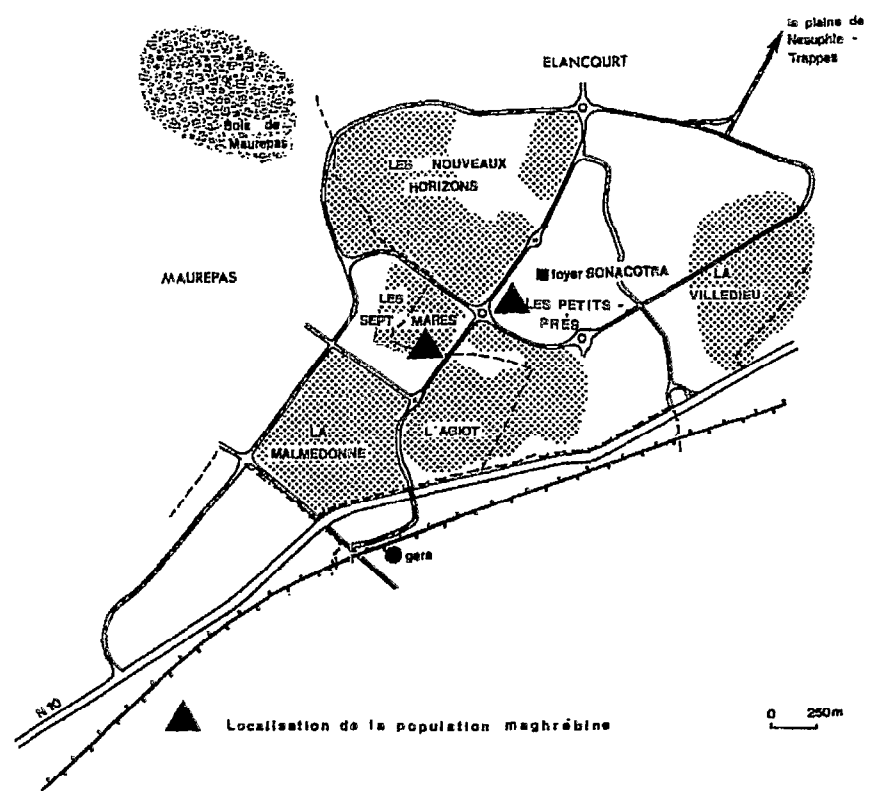 la plaine de
Neauphle -
Trappes
ELANCOURT
Bois de
Maurepas
LES NOUVEAUX
HORIZONS
MAUREPAS
foyer SONACOTRA
LA
VILLEDIEU
LES PETITS -
PRÉS
LES
SEPT MARES
LA
MALMEDONNE
L'AGIOT
gare
N 10
Localisation de la population maghrébine
0 250m